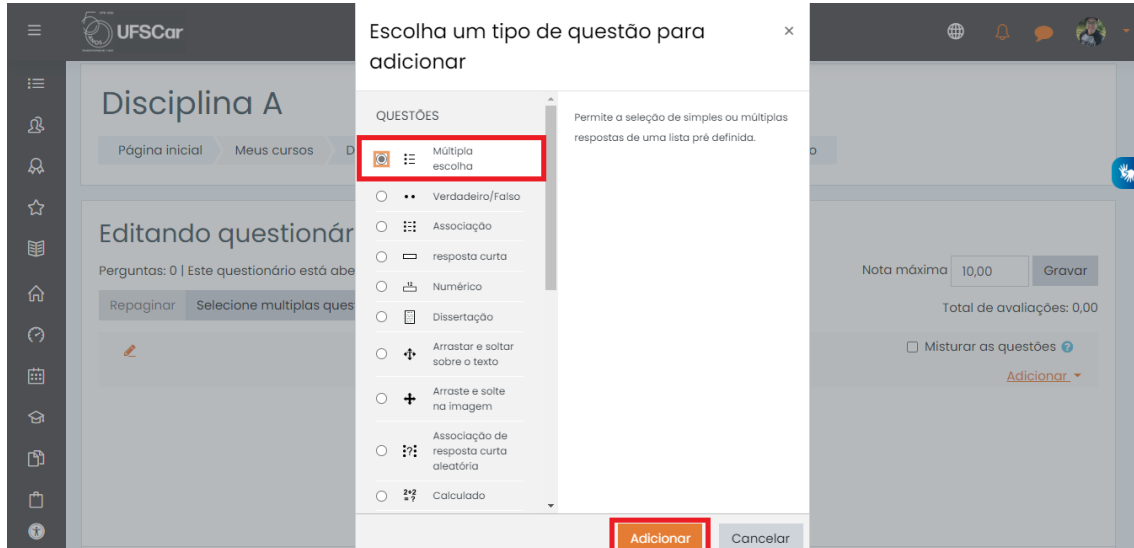 UFSCar
Escolha um tipo de questão para
adicionar
×
Disciplina A
Página inicial
Meus cursos
D
o
QUESTÕES
Múltipla
escolha
Verdadeiro/Falso
Associação
resposta curta
12
Numérico
Dissertação
Arrastar e soltar
sobre o texto
Arraste e solte
na imagem
Associação de
resposta curta
aleatória
2+2
= ?
Calculado
Permite a seleção de simples ou múltiplas
respostas de uma lista pré definida.
Editando questionár
Perguntas: 0 | Este questionário está abe
Nota máxima 10,00 Gravar
Repaginar Selecione multiplas ques
Total de avaliações: 0,00
Misturar as questões ?
Adicionar
Adicionar Cancelar